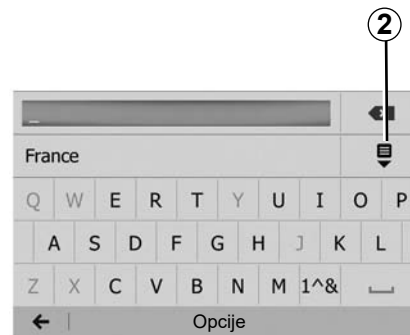 2
France
Q W E R T Y U I O P
A S D F G H J K L
Z X C V B N M 1^&
Opcije